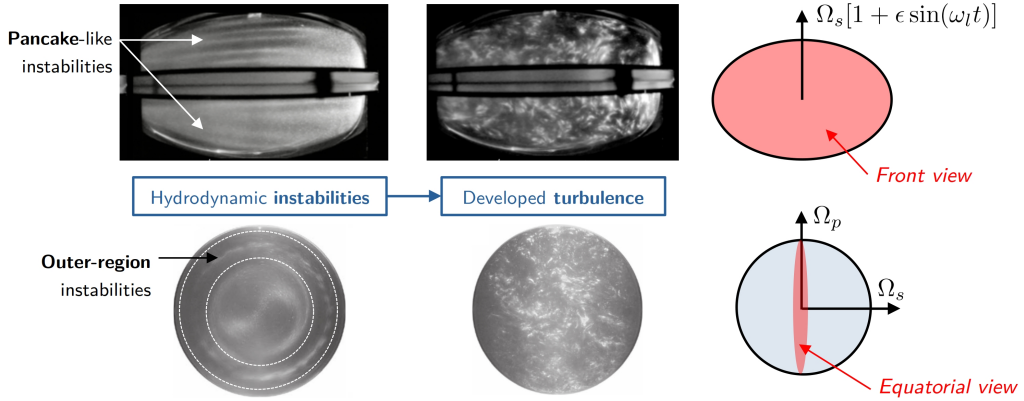 Pancake-like
instabilities
Ω_s[1 + ϵ sin(ω_l t)]
Front view
Hydrodynamic instabilities
Developed turbulence
Outer-region
instabilities
Ω_p
Ω_s
Equatorial view